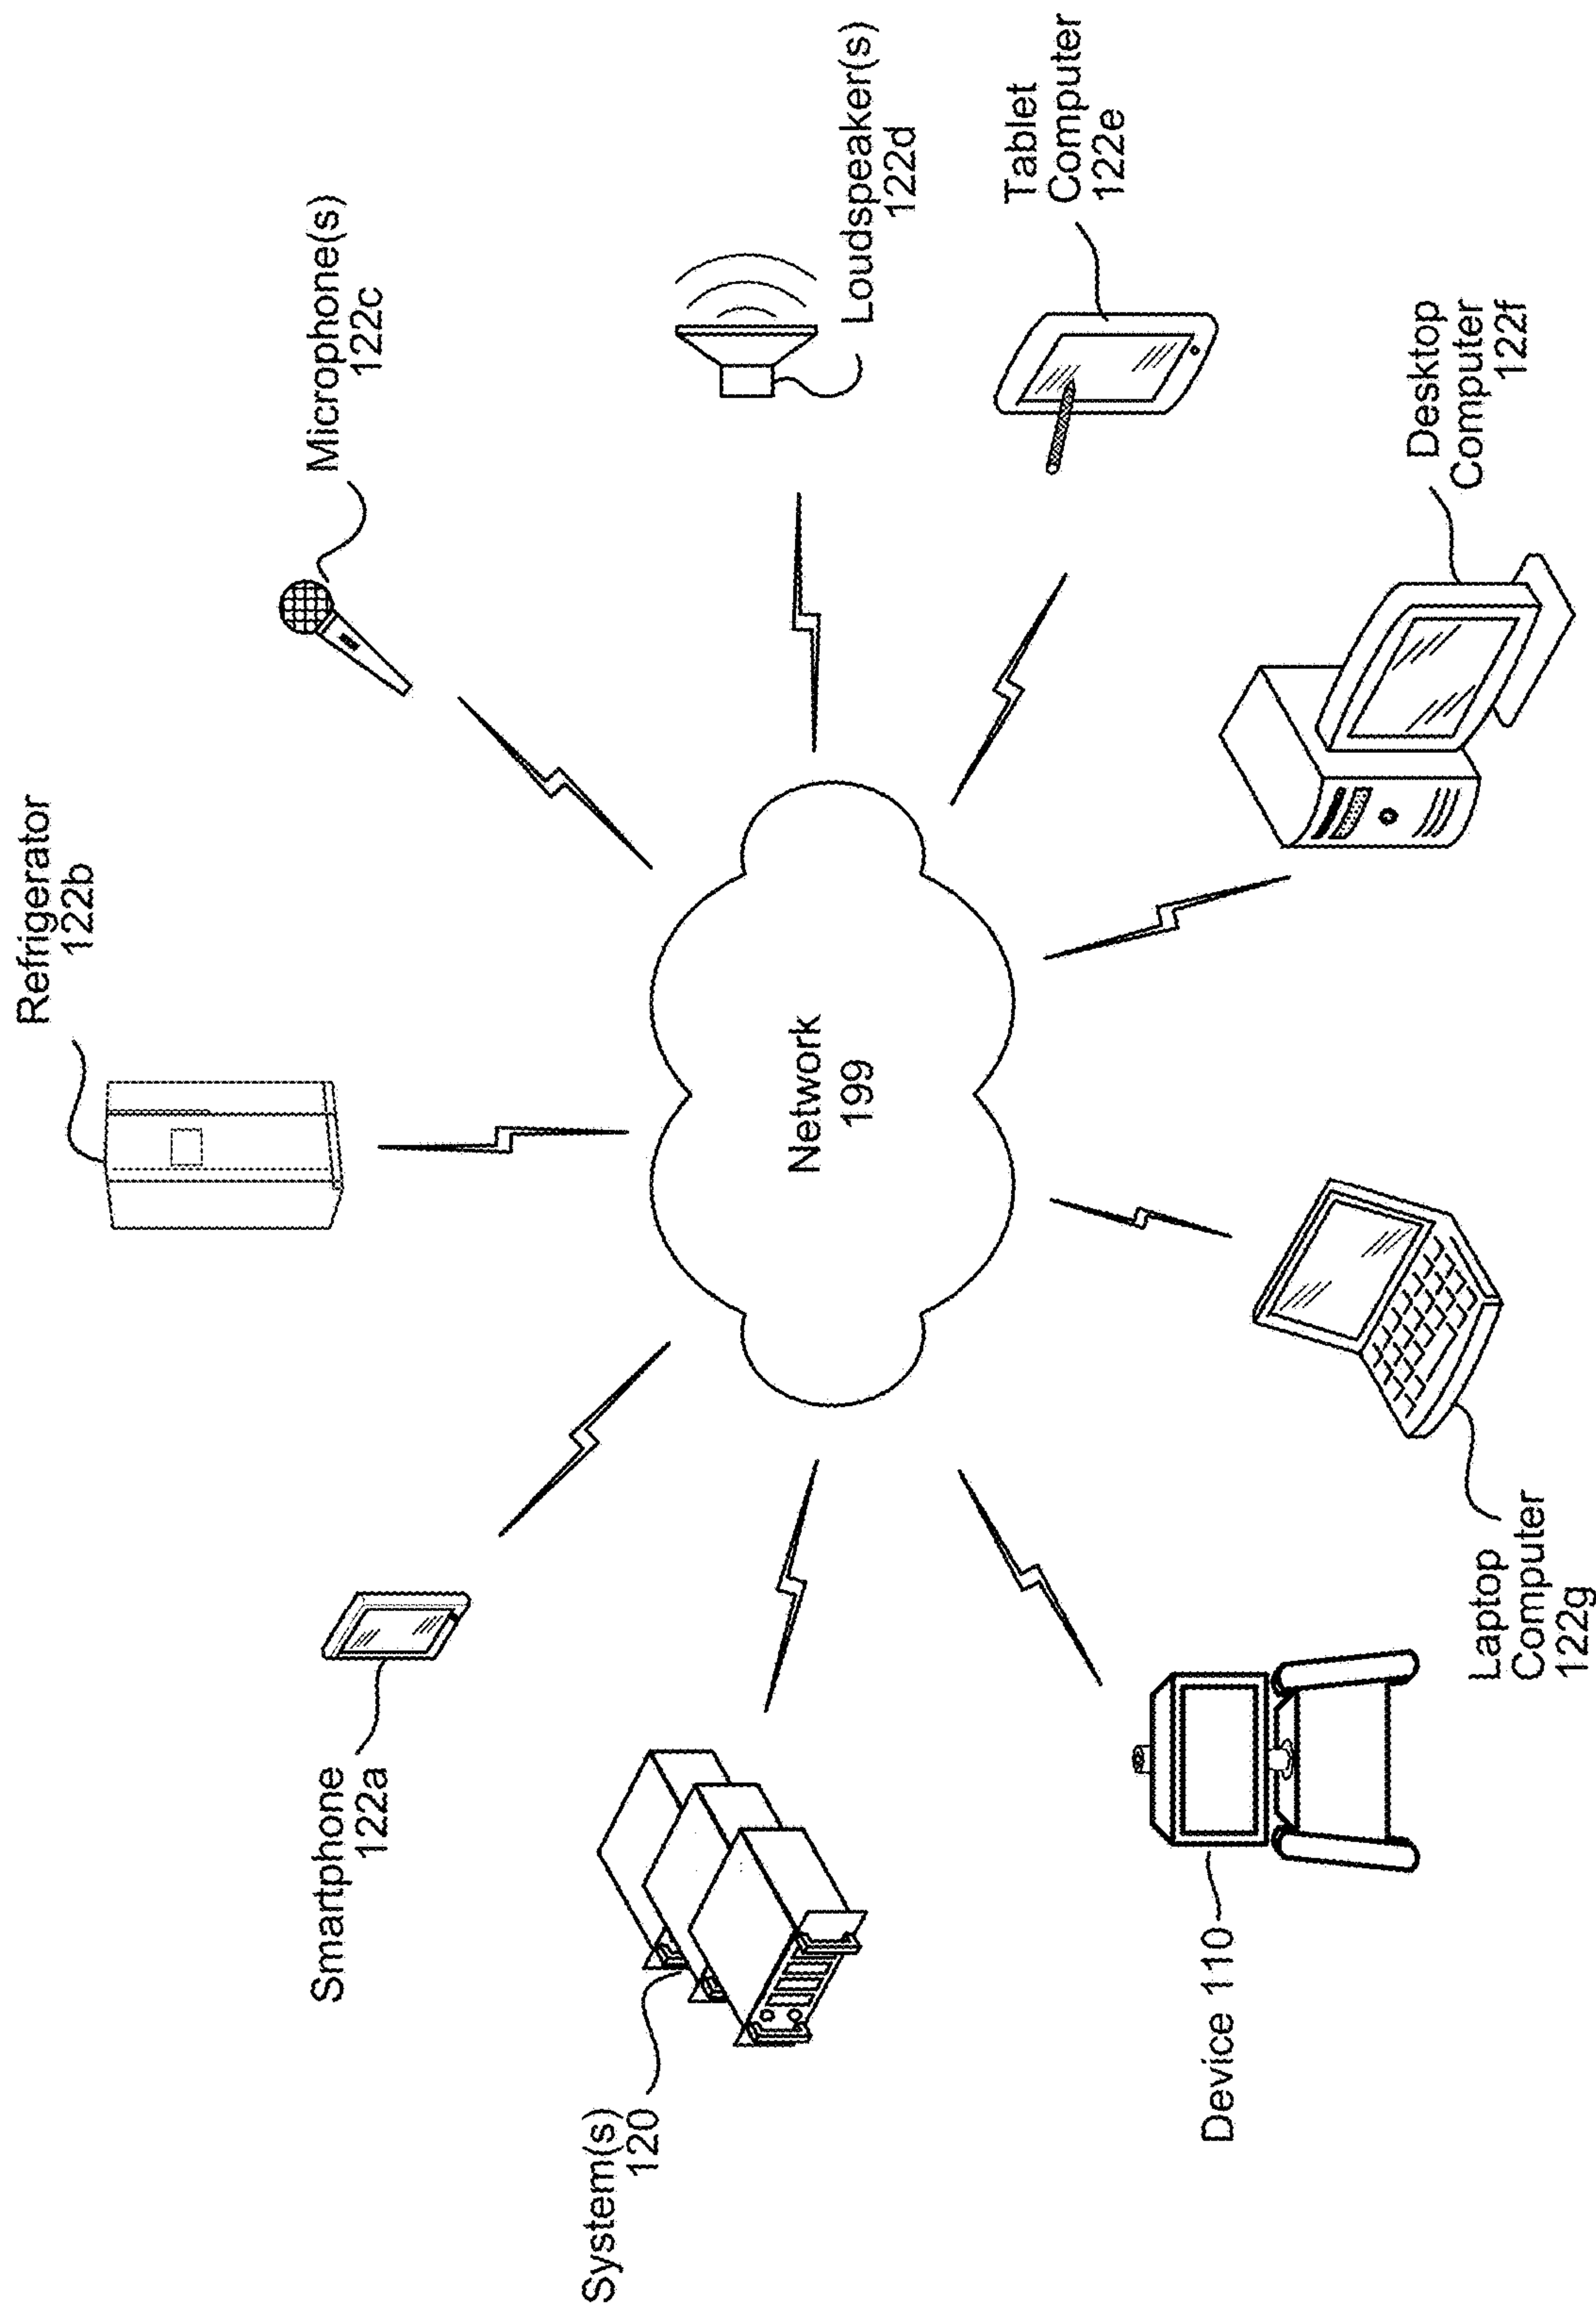 Refrigerator
122b
Microphone(s)
122c
Smartphone
122a
Loudspeaker(s)
122d
System(s)
120
Network
199
Tablet
Computer
122e
Device 110
Desktop
Computer
122f
Laptop
Computer
122g